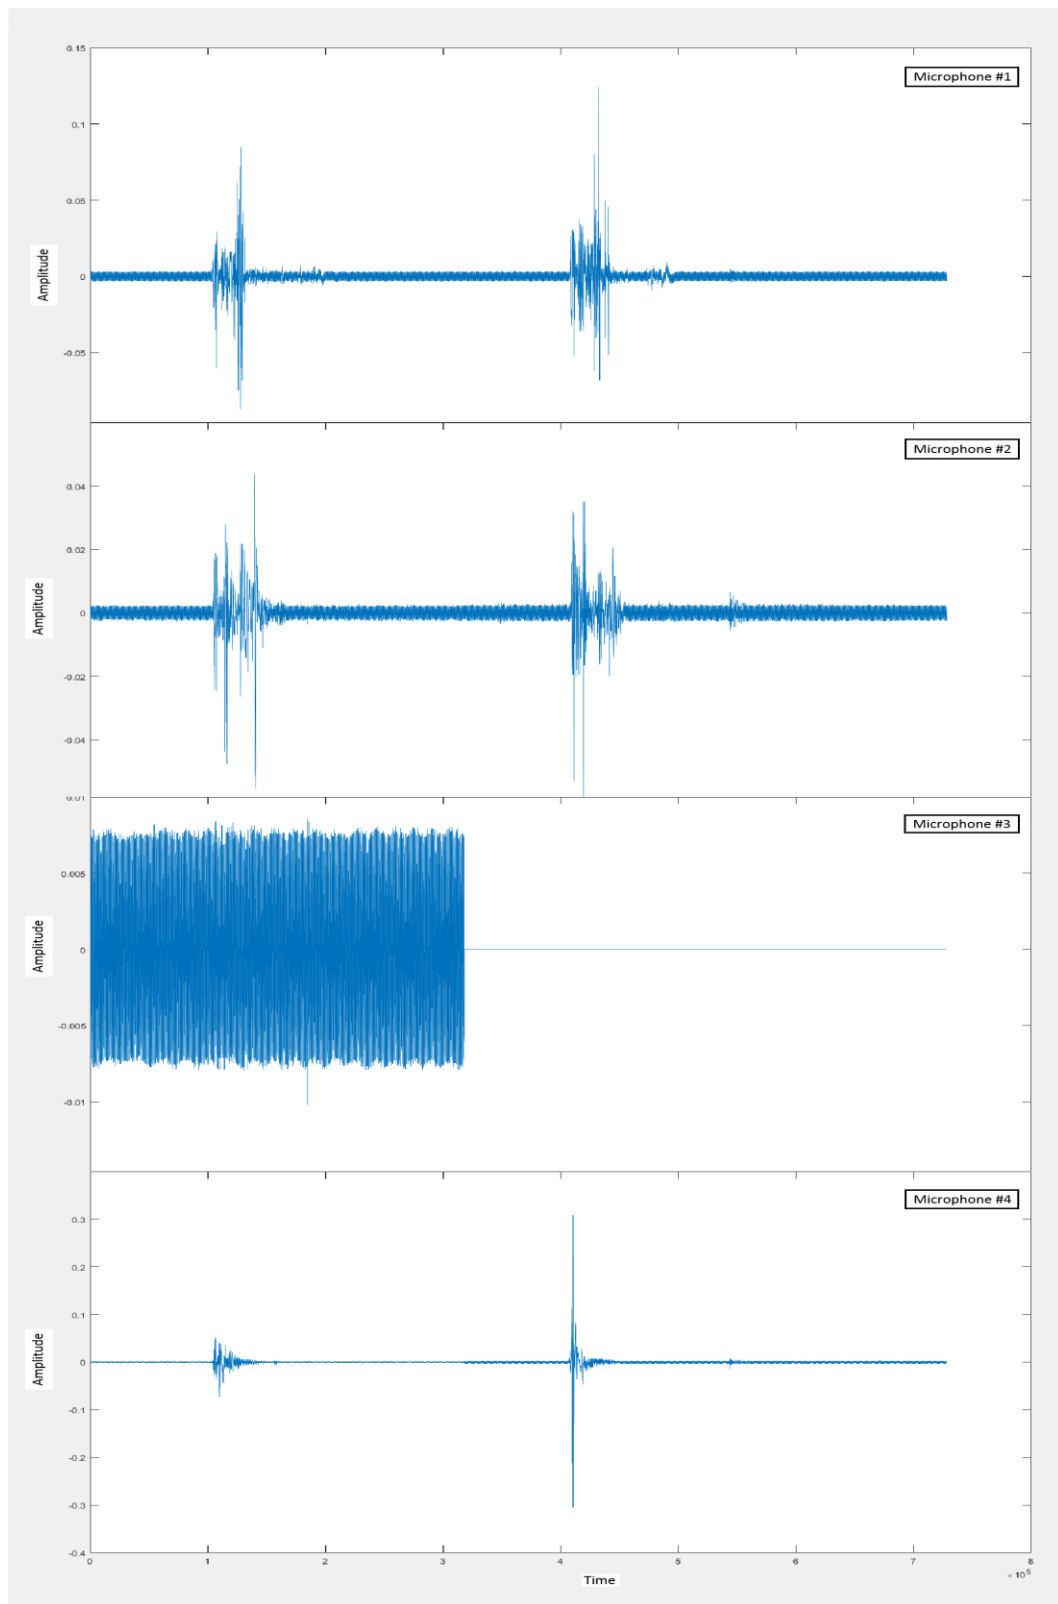 0.15
Microphone #1
0.1
0.05
Amplitude
0
-0.05
Microphone #2
0.04
0.02
Amplitude
0
-0.02
-0.04
0.01
Microphone #3
0.005
Amplitude
0
-0.005
-0.01
Microphone #4
0.3
0.2
0.1
Amplitude
0
-0.1
-0.2
-0.3
-0.4
0 1 2 3 4 5 6 7 8
Time
× 10⁵